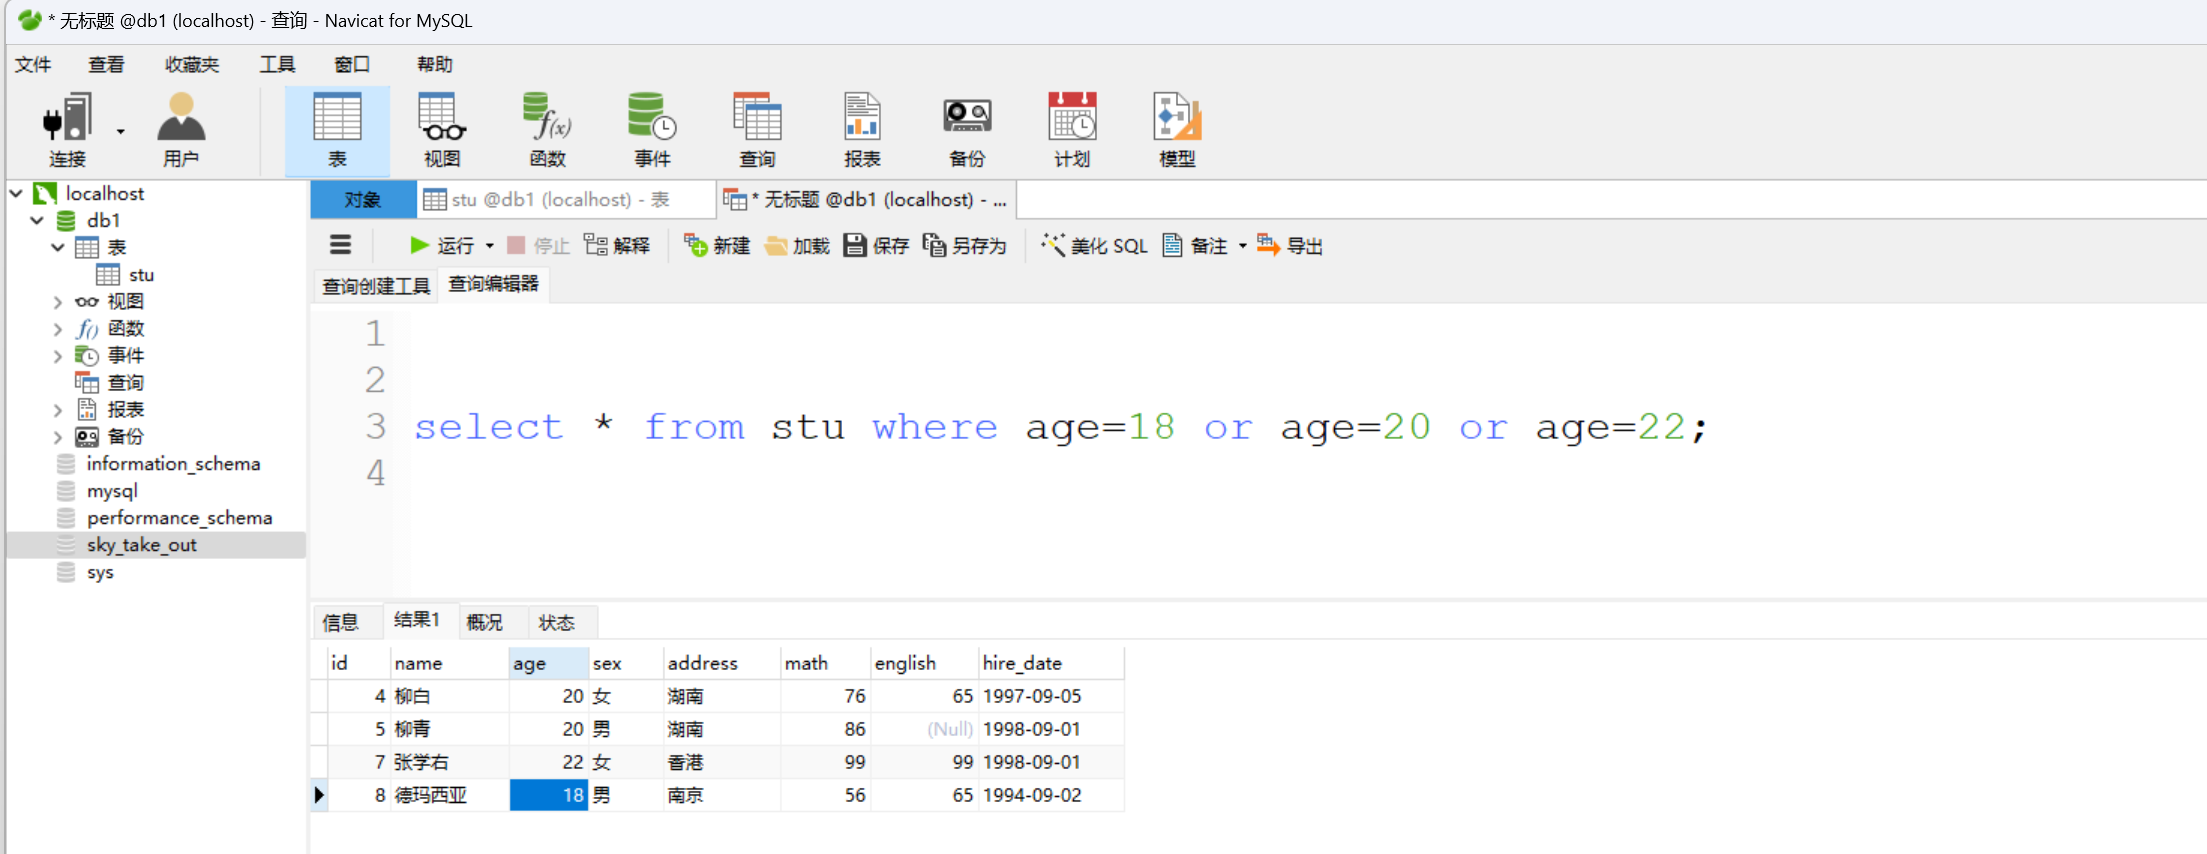 * 无标题 @db1 (localhost) - 查询 - Navicat for MySQL
文件 查看 收藏夹 工具 窗口 帮助
连接 用户 表 视图 函数 事件 查询 报表 备份 计划 模型
localhost
db1
表
stu
视图
函数
事件
查询
报表
备份
information_schema
mysql
performance_schema
sky_take_out
sys
对象 stu @db1 (localhost) - 表 * 无标题 @db1 (localhost) - ...
运行 停止 解释 新建 加载 保存 另存为 美化 SQL 备注 导出
查询创建工具 查询编辑器
1
2
3 select * from stu where age=18 or age=20 or age=22;
4
信息 结果1 概况 状态
id name age sex address math english hire_date
4 柳白 20 女 湖南 76 65 1997-09-05
5 柳青 20 男 湖南 86 (Null) 1998-09-01
7 张学右 22 女 香港 99 99 1998-09-01
8 德玛西亚 18 男 南京 56 65 1994-09-02